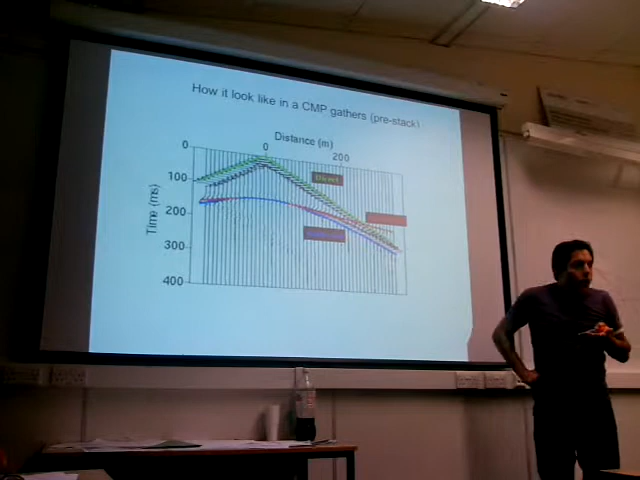 How it look like in a CMP gathers (pre-stack)
Distance (m)
0 0 200
100
200
300
400
Time (ms)
Direct